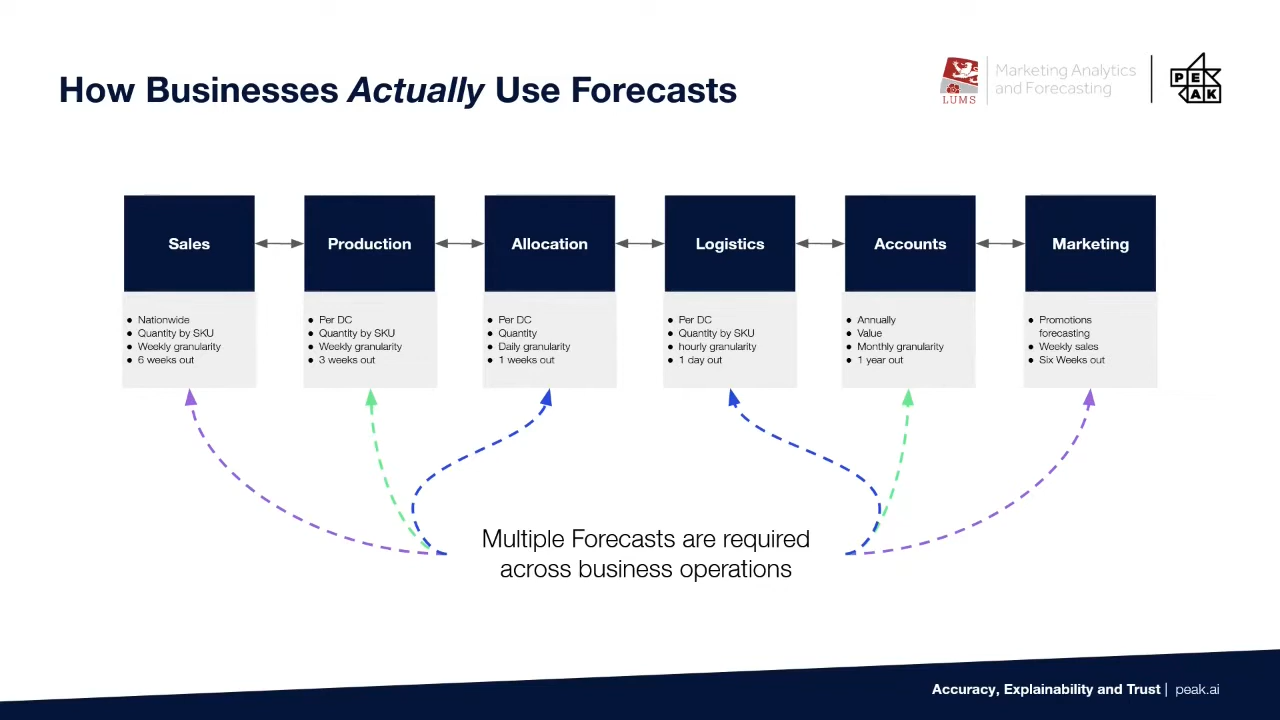 How Businesses Actually Use Forecasts
LUMS
Marketing Analytics
and Forecasting
PE
AK
Sales
Production
Allocation
Logistics
Accounts
Marketing
● Nationwide
● Quantity by SKU
● Weekly granularity
● 6 weeks out
● Per DC
● Quantity by SKU
● Weekly granularity
● 3 weeks out
● Per DC
● Quantity
● Daily granularity
● 1 weeks out
● Per DC
● Quantity by SKU
● hourly granularity
● 1 day out
● Annually
● Value
● Monthly granularity
● 1 year out
● Promotions
forecasting
● Weekly sales
● Six Weeks out
Multiple Forecasts are required
across business operations
Accuracy, Explainability and Trust | peak.ai